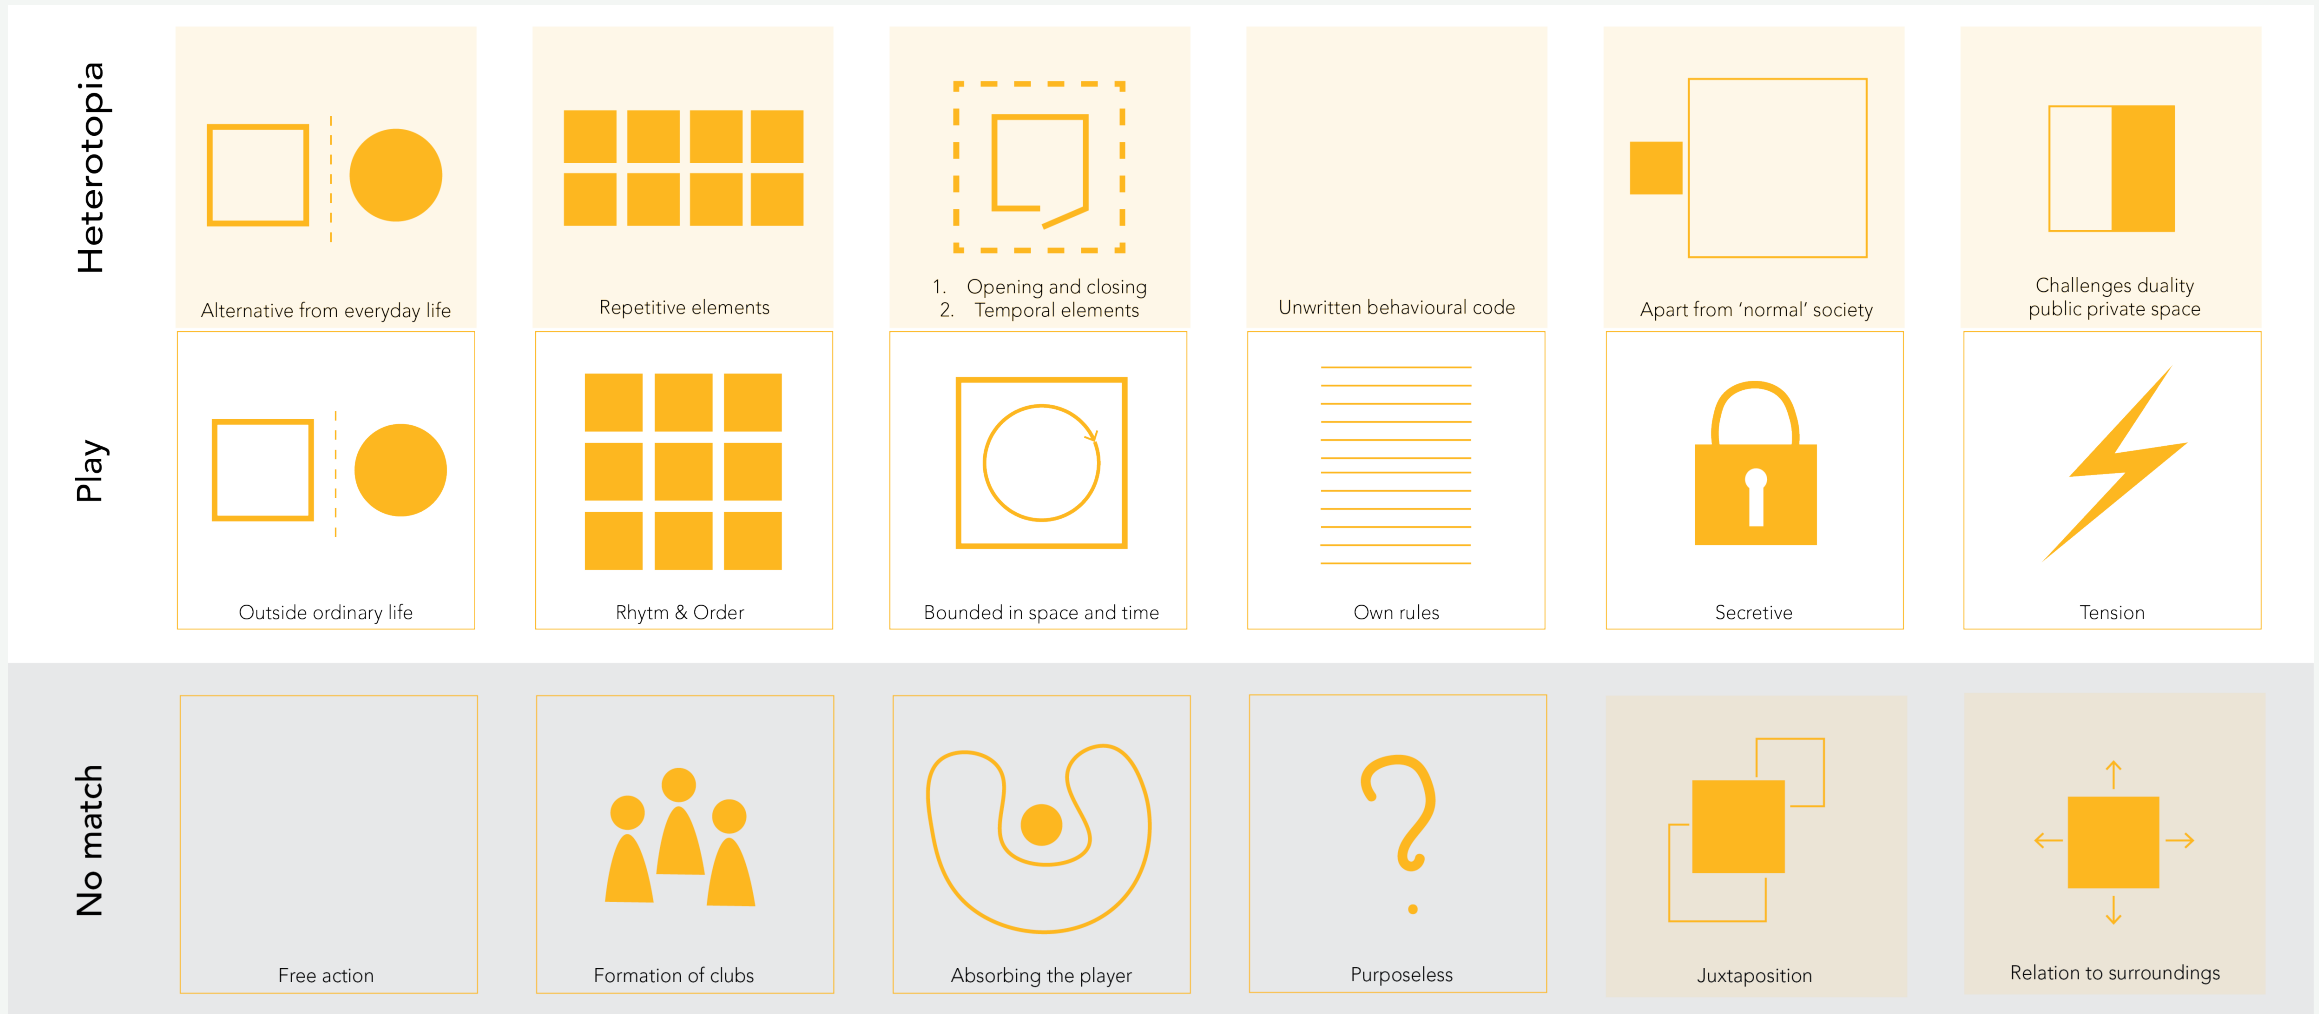 Heterotopia
Alternative from everyday life
Repetitive elements
1. Opening and closing
2. Temporal elements
Unwritten behavioural code
Apart from ‘normal’ society
Challenges duality
public private space
Play
Outside ordinary life
Rhytm & Order
Bounded in space and time
Own rules
Secretive
Tension
No match
Free action
Formation of clubs
Absorbing the player
?
Purposeless
Juxtaposition
Relation to surroundings